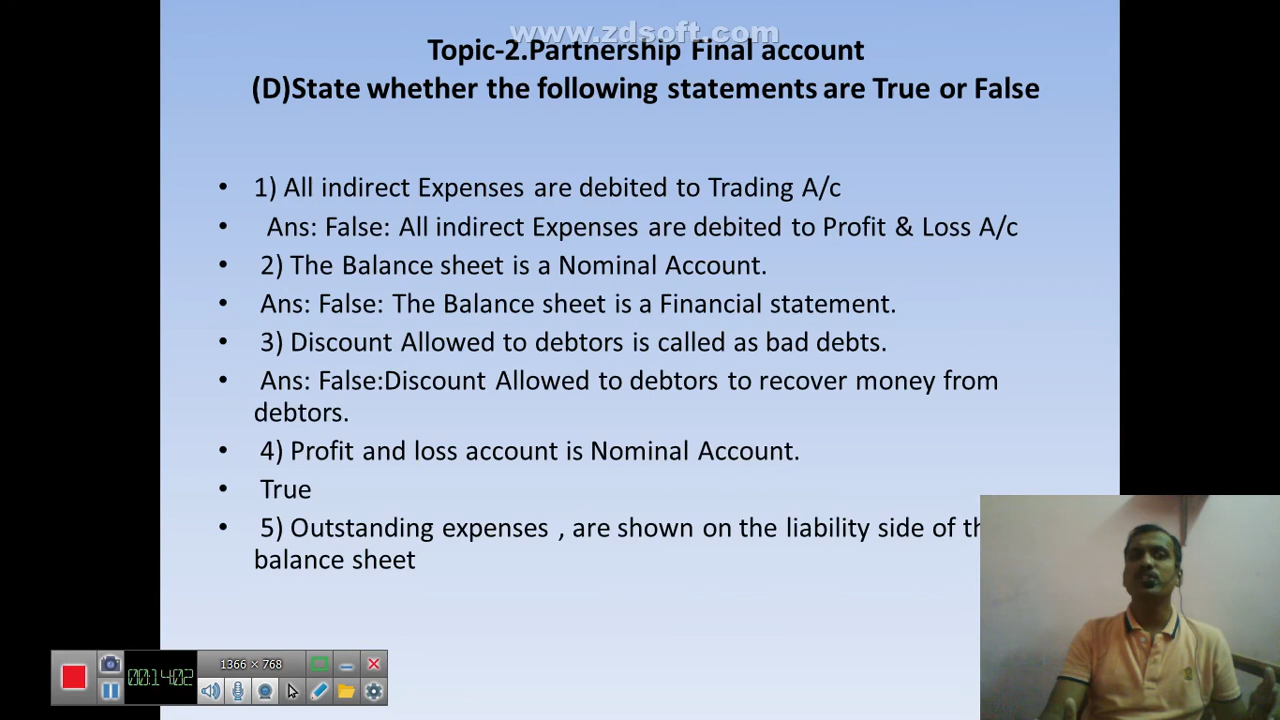 www.zdsoft.com
Topic-2.Partnership Final account
(D)State whether the following statements are True or False
• 1) All indirect Expenses are debited to Trading A/c
• Ans: False: All indirect Expenses are debited to Profit & Loss A/c
• 2) The Balance sheet is a Nominal Account.
• Ans: False: The Balance sheet is a Financial statement.
• 3) Discount Allowed to debtors is called as bad debts.
• Ans: False:Discount Allowed to debtors to recover money from
debtors.
• 4) Profit and loss account is Nominal Account.
• True
• 5) Outstanding expenses , are shown on the liability side of th
balance sheet
1366 × 768
00:14:02